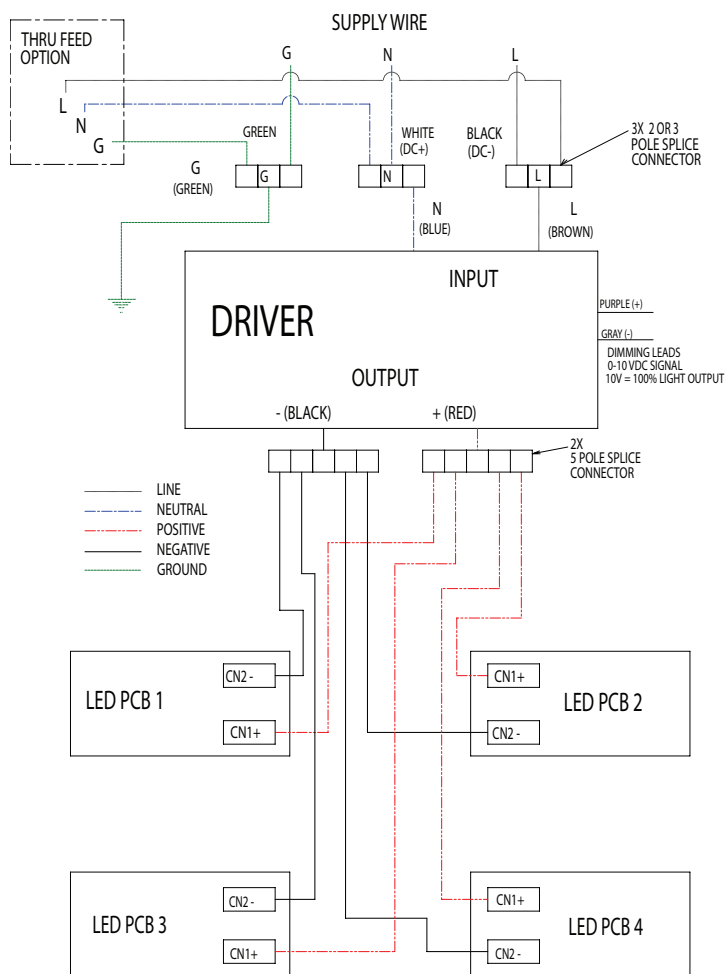 SUPPLY WIRE
THRU FEED
OPTION
G
N
L
L
N
G
GREEN
WHITE
(DC+)
BLACK
(DC-)
3X 2 OR 3
POLE SPLICE
CONNECTOR
G
(GREEN)
G
N
L
N
(BLUE)
L
(BROWN)
INPUT
DRIVER
PURPLE (+)
GRAY (-)
DIMMING LEADS
0-10 VDC SIGNAL
10V = 100% LIGHT OUTPUT
OUTPUT
- (BLACK)
+ (RED)
2X
5 POLE SPLICE
CONNECTOR
LINE
NEUTRAL
POSITIVE
NEGATIVE
GROUND
LED PCB 1
CN2 -
CN1+
CN1+
CN2 -
LED PCB 2
LED PCB 3
CN2 -
CN1+
CN1+
CN2 -
LED PCB 4